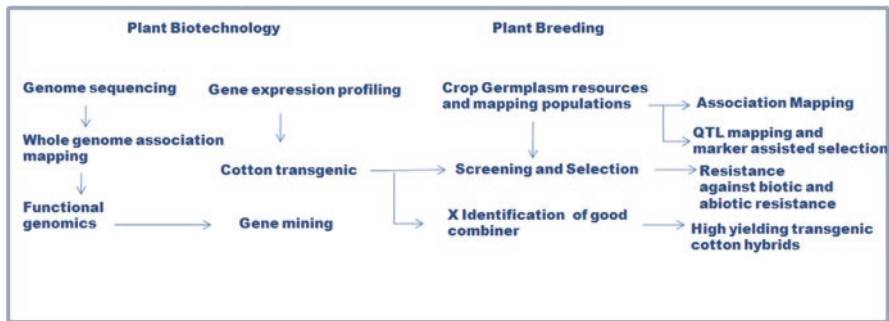 Plant Biotechnology
Plant Breeding
Genome sequencing
Gene expression profiling
Crop Germplasm resources
and mapping populations
Association Mapping
Whole genome association
mapping
QTL mapping and
marker assisted selection
Cotton transgenic
Screening and Selection
Resistance
against biotic and
abiotic resistance
Functional
genomics
Gene mining
X Identification of good
combiner
High yielding transgenic
cotton hybrids